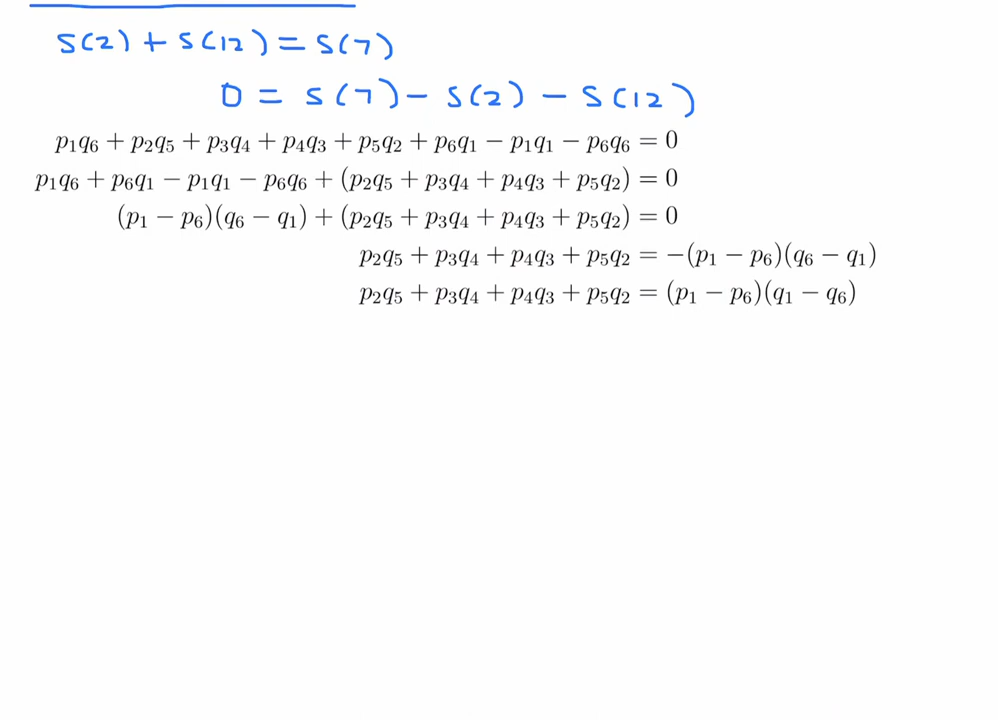 S(2) + S(12) = S(7)
0 = S(7) - S(2) - S(12)
p₁q₆ + p₂q₅ + p₃q₄ + p₄q₃ + p₅q₂ + p₆q₁ − p₁q₁ − p₆q₆ = 0
p₁q₆ + p₆q₁ − p₁q₁ − p₆q₆ + (p₂q₅ + p₃q₄ + p₄q₃ + p₅q₂) = 0
(p₁ − p₆)(q₆ − q₁) + (p₂q₅ + p₃q₄ + p₄q₃ + p₅q₂) = 0
p₂q₅ + p₃q₄ + p₄q₃ + p₅q₂ = −(p₁ − p₆)(q₆ − q₁)
p₂q₅ + p₃q₄ + p₄q₃ + p₅q₂ = (p₁ − p₆)(q₁ − q₆)